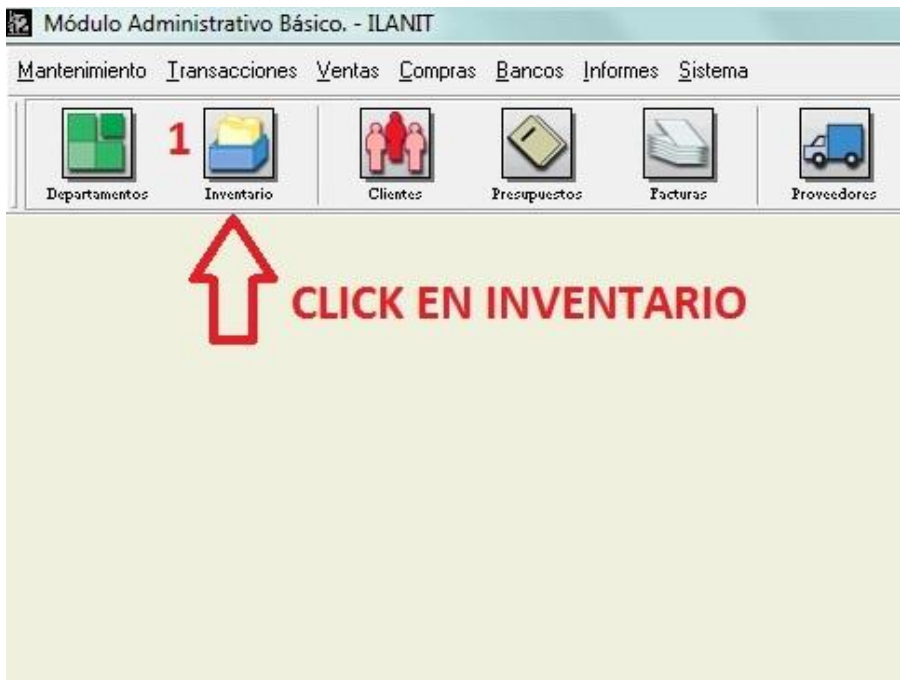 Módulo Administrativo Básico. - ILANIT
Mantenimiento Transacciones Ventas Compras Bancos Informes Sistema
1
Departamentos Inventario Clientes Presupuestos Facturas Proveedores
CLICK EN INVENTARIO